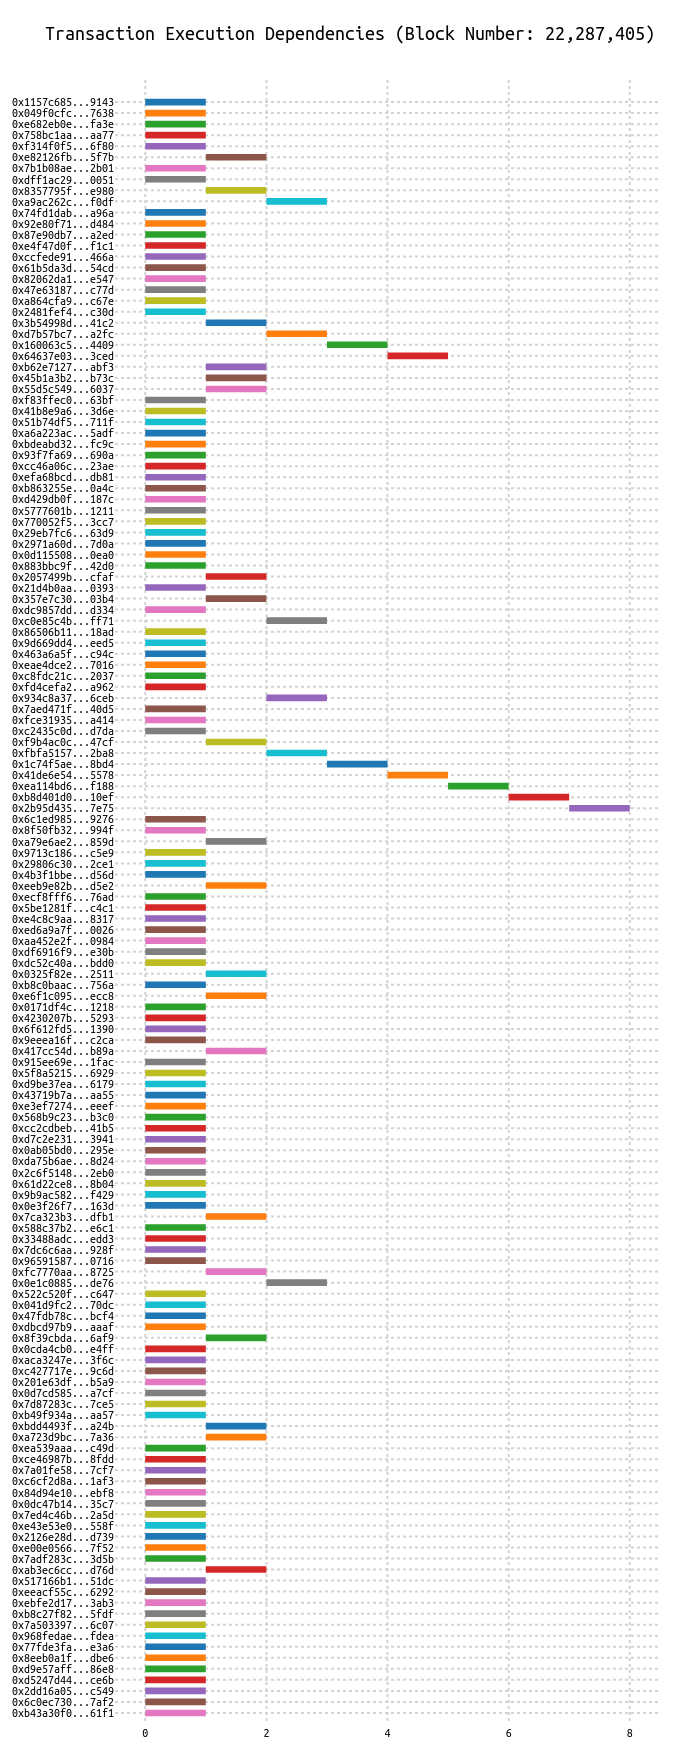 Transaction Execution Dependencies (Block Number: 22,287,405)
0x1157c685...9143
0x049f0cfc...7638
0xe682eb0e...fa3e
0x758bc1aa...aa77
0xf314f0f5...6f80
0xe82126fb...5f7b
0x7b1b08ae...2b01
0xdff1ac29...0051
0x8357795f...e980
0xa9ac262c...f0df
0x74fd1dab...a96a
0x92e80f71...d484
0x87e90db7...a2ed
0xe4f47d0f...f1c1
0xccfede91...466a
0x61b5da3d...54cd
0x82062da1...e547
0x47e63187...c77d
0xa864cfa9...c67e
0x2481fef4...c30d
0x3b54998d...41c2
0xd7b57bc7...a2fc
0x160063c5...4409
0x64637e03...3ced
0xb62e7127...abf3
0x45b1a3b2...b73c
0x55d5c549...6037
0xf83ffec0...63bf
0x41b8e9a6...3d6e
0x51b74df5...711f
0xa6a223ac...5adf
0xbdeabd32...fc9c
0x93f7fa69...690a
0xcc46a06c...23ae
0xefa68bcd...db81
0xb863255e...0a4c
0xd429db0f...187c
0x5777601b...1211
0x770052f5...3cc7
0x29eb7fc6...63d9
0x2971a60d...7d0a
0x0d115508...0ea0
0x883bbc9f...42d0
0x2057499b...cfaf
0x21d4b0aa...0393
0x357e7c30...03b4
0xdc9857dd...d334
0xc0e85c4b...ff71
0x86506b11...18ad
0x9d669dd4...eed5
0x463a6a5f...c94c
0xeae4dce2...7016
0xc8fdc21c...2037
0xfd4cefa2...a962
0x934c8a37...6ceb
0x7aed471f...40d5
0xfce31935...a414
0xc2435c0d...d7da
0xf9b4ac0c...47cf
0xfbfa5157...2ba8
0x1c74f5ae...8bd4
0x41de6e54...5578
0xea114bd6...f188
0xb8d401d0...10ef
0x2b95d435...7e75
0x6c1ed985...9276
0x8f50fb32...994f
0xa79e6ae2...859d
0x9713c186...c5e9
0x29806c30...2ce1
0x4b3f1bbe...d56d
0xeeb9e82b...d5e2
0xecf8fff6...76ad
0x5be1281f...c4c1
0xe4c8c9aa...8317
0xed6a9a7f...0026
0xaa452e2f...0984
0xdf6916f9...e30b
0xdc52c40a...bdd0
0x0325f82e...2511
0xb8c0baac...756a
0xe6f1c095...ecc8
0x0171df4c...1218
0x4230207b...5293
0x6f612fd5...1390
0x9eeea16f...c2ca
0x417cc54d...b89a
0x915ee69e...1fac
0x5f8a5215...6929
0xd9be37ea...6179
0x43719b7a...aa55
0xe3ef7274...eeef
0x568b9c23...b3c0
0xcc2cdbeb...41b5
0xd7c2e231...3941
0x0ab05bd0...295e
0xda75b6ae...8d24
0x2c6f5148...2eb0
0x61d22ce8...8b04
0x9b9ac582...f429
0x0e3f26f7...163d
0x7ca323b3...dfb1
0x588c37b2...e6c1
0x33488adc...edd3
0x7dc6c6aa...928f
0x96591587...0716
0xfc7770aa...8725
0x0e1c0885...de76
0x522c520f...c647
0x041d9fc2...70dc
0x47fdb78c...bcf4
0xdbcd97b9...aaaf
0x8f39cbda...6af9
0x0cda4cb0...e4ff
0xaca3247e...3f6c
0xc427717e...9c6d
0x201e63df...b5a9
0x0d7cd585...a7cf
0x7d87283c...7ce5
0xb49f934a...aa57
0xbdd4493f...a24b
0xa723d9bc...7a36
0xea539aaa...c49d
0xce46987b...8fdd
0x7a01fe58...7cf7
0xc6cf2d8a...1af3
0x84d94e10...ebf8
0x0dc47b14...35c7
0x7ed4c46b...2a5d
0xe43e53e0...558f
0x2126e28d...d739
0xe00e0566...7f52
0x7adf283c...3d5b
0xab3ec6cc...d76d
0x517166b1...51dc
0xeeacf55c...6292
0xebfe2d17...3ab3
0xb8c27f82...5fdf
0x7a503397...6c07
0x968fedae...fdea
0x77fde3fa...e3a6
0x8eeb0a1f...dbe6
0xd9e57aff...86e8
0xd5247d44...ce6b
0x2dd16a05...c549
0x6c0ec730...7af2
0xb43a30f0...61f1
0 2 4 6 8